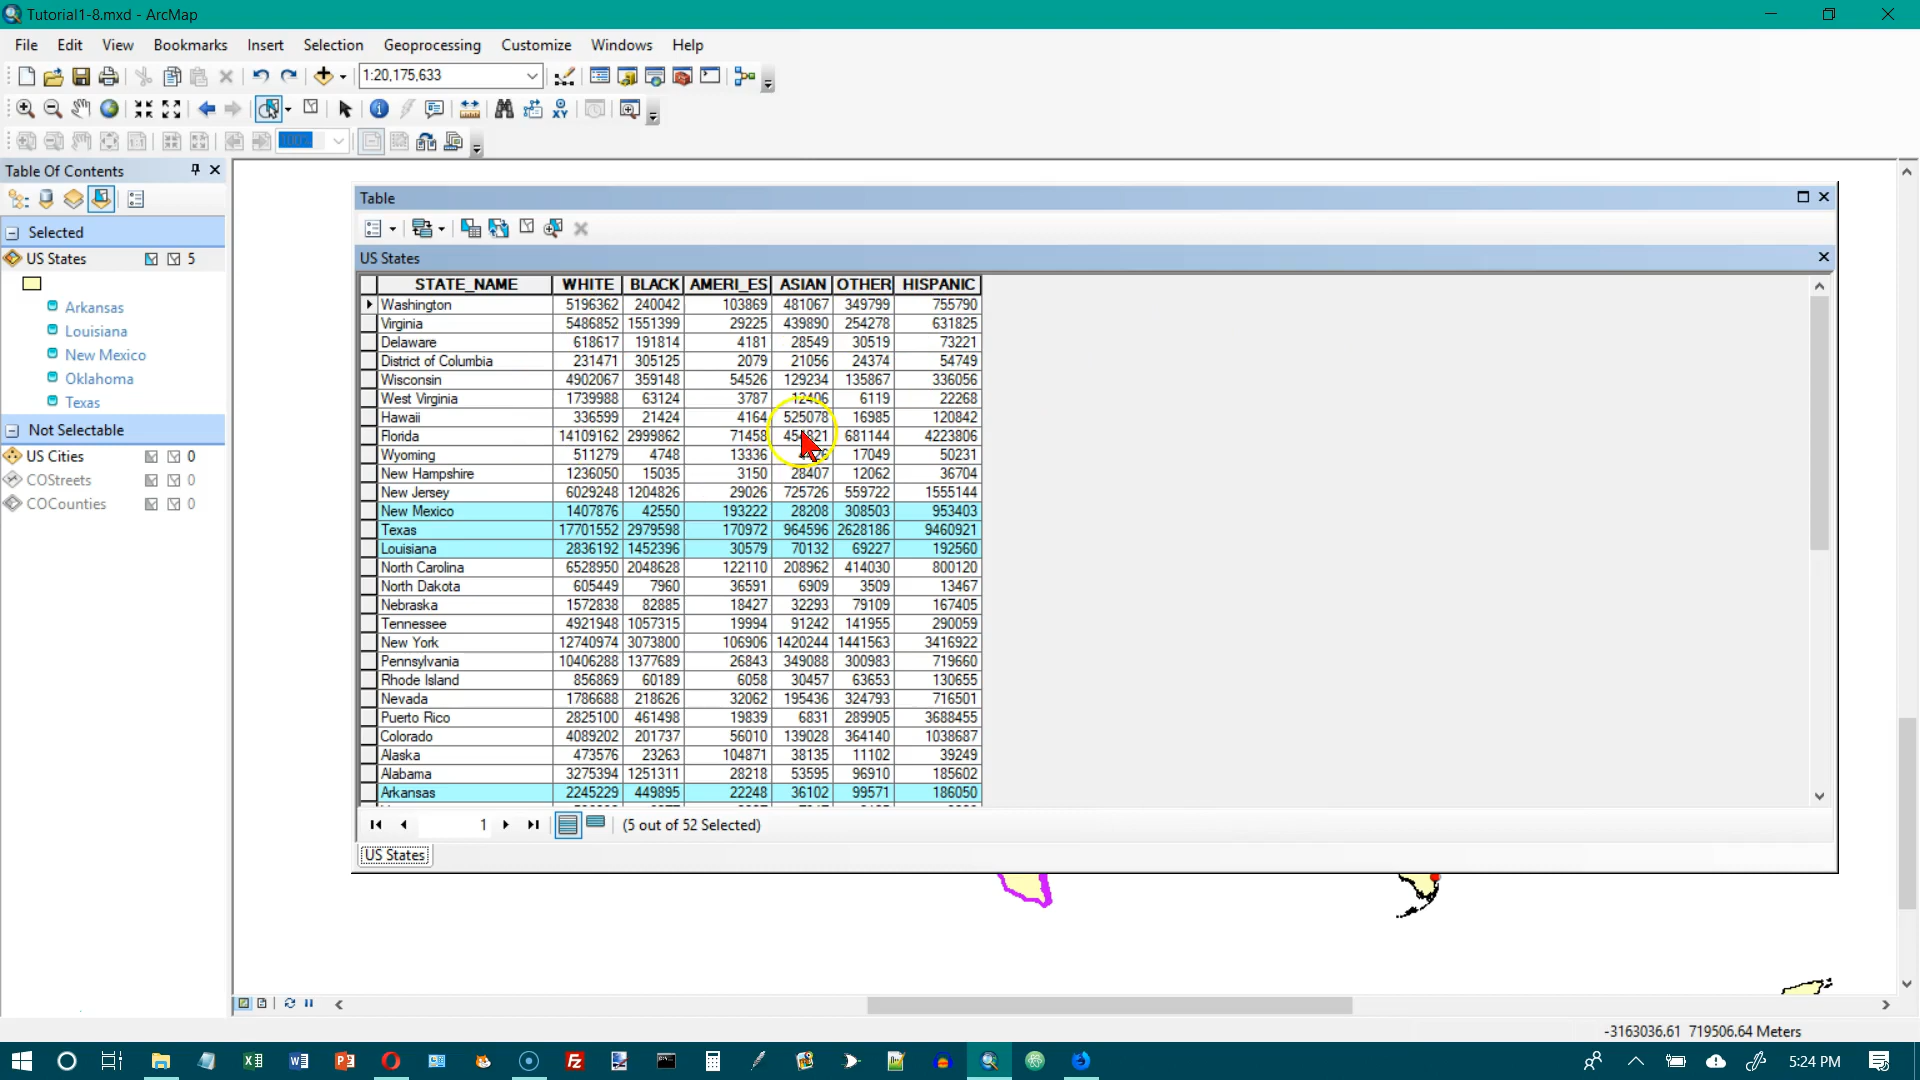 Tutorial1-8.mxd - ArcMap
File Edit View Bookmarks Insert Selection Geoprocessing Customize Windows Help
1:20,175,633
100%
Table Of Contents
Selected
US States 5
Arkansas
Louisiana
New Mexico
Oklahoma
Texas
Not Selectable
US Cities 0
COStreets 0
COCounties 0
Table
US States
STATE_NAME WHITE BLACK AMERI_ES ASIAN OTHER HISPANIC
Washington 5196362 240042 103869 481067 349799 755790
Virginia 5486852 1551399 29225 439890 254278 631825
Delaware 618617 191814 4181 28549 30519 73221
District of Columbia 231471 305125 2079 21056 24374 54749
Wisconsin 4902067 359148 54526 129234 135867 336056
West Virginia 1739988 63124 3787 12406 6119 22268
Hawaii 336599 21424 4164 525078 16985 120842
Florida 14109162 2999862 71458 681144 4223806
Wyoming 511279 4748 13336 17049 50231
New Hampshire 1236050 15035 3150 28407 12062 36704
New Jersey 6029248 1204826 29026 725726 559722 1555144
New Mexico 1407876 42550 193222 28208 308503 953403
Texas 17701552 2979598 170972 964596 2628186 9460921
Louisiana 2836192 1452396 30579 70132 69227 192560
North Carolina 6528950 2048628 122110 208962 414030 800120
North Dakota 605449 7960 36591 6909 3509 13467
Nebraska 1572838 82885 18427 32293 79109 167405
Tennessee 4921948 1057315 19994 91242 141955 290059
New York 12740974 3073800 106906 1420244 1441563 3416922
Pennsylvania 10406288 1377689 26843 349088 300983 719660
Rhode Island 856869 60189 6058 30457 63653 130655
Nevada 1786688 218626 32062 195436 324793 716501
Puerto Rico 2825100 461498 19839 6831 289905 3688455
Colorado 4089202 201737 56010 139028 364140 1038687
Alaska 473576 23263 104871 38135 11102 39249
Alabama 3275394 1251311 28218 53595 96910 185602
Arkansas 2245229 449895 22248 36102 99571 186050
1 (5 out of 52 Selected)
US States
-3163036.61 719506.64 Meters
5:24 PM